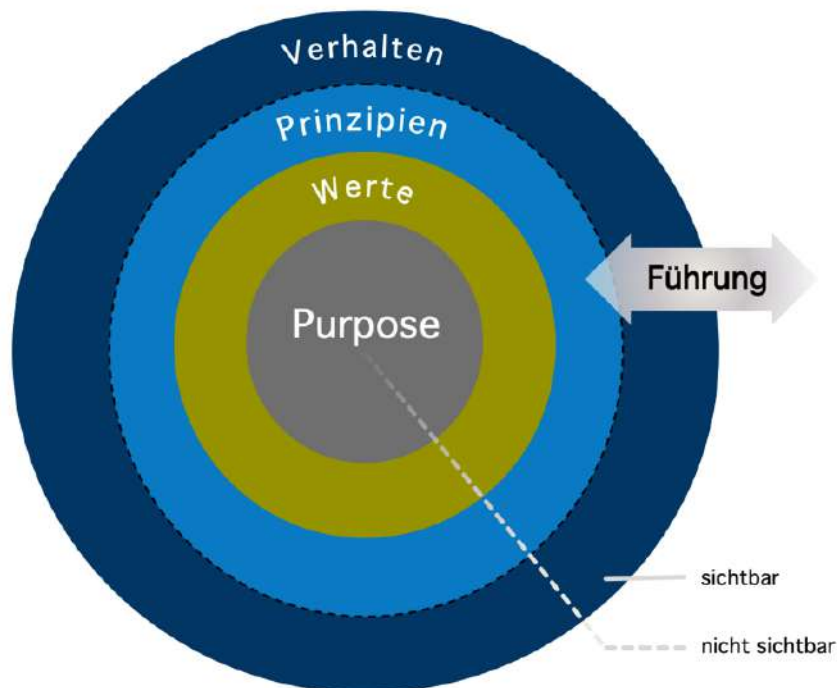 Verhalten
Prinzipien
Werte
Führung
Purpose
sichtbar
nicht sichtbar